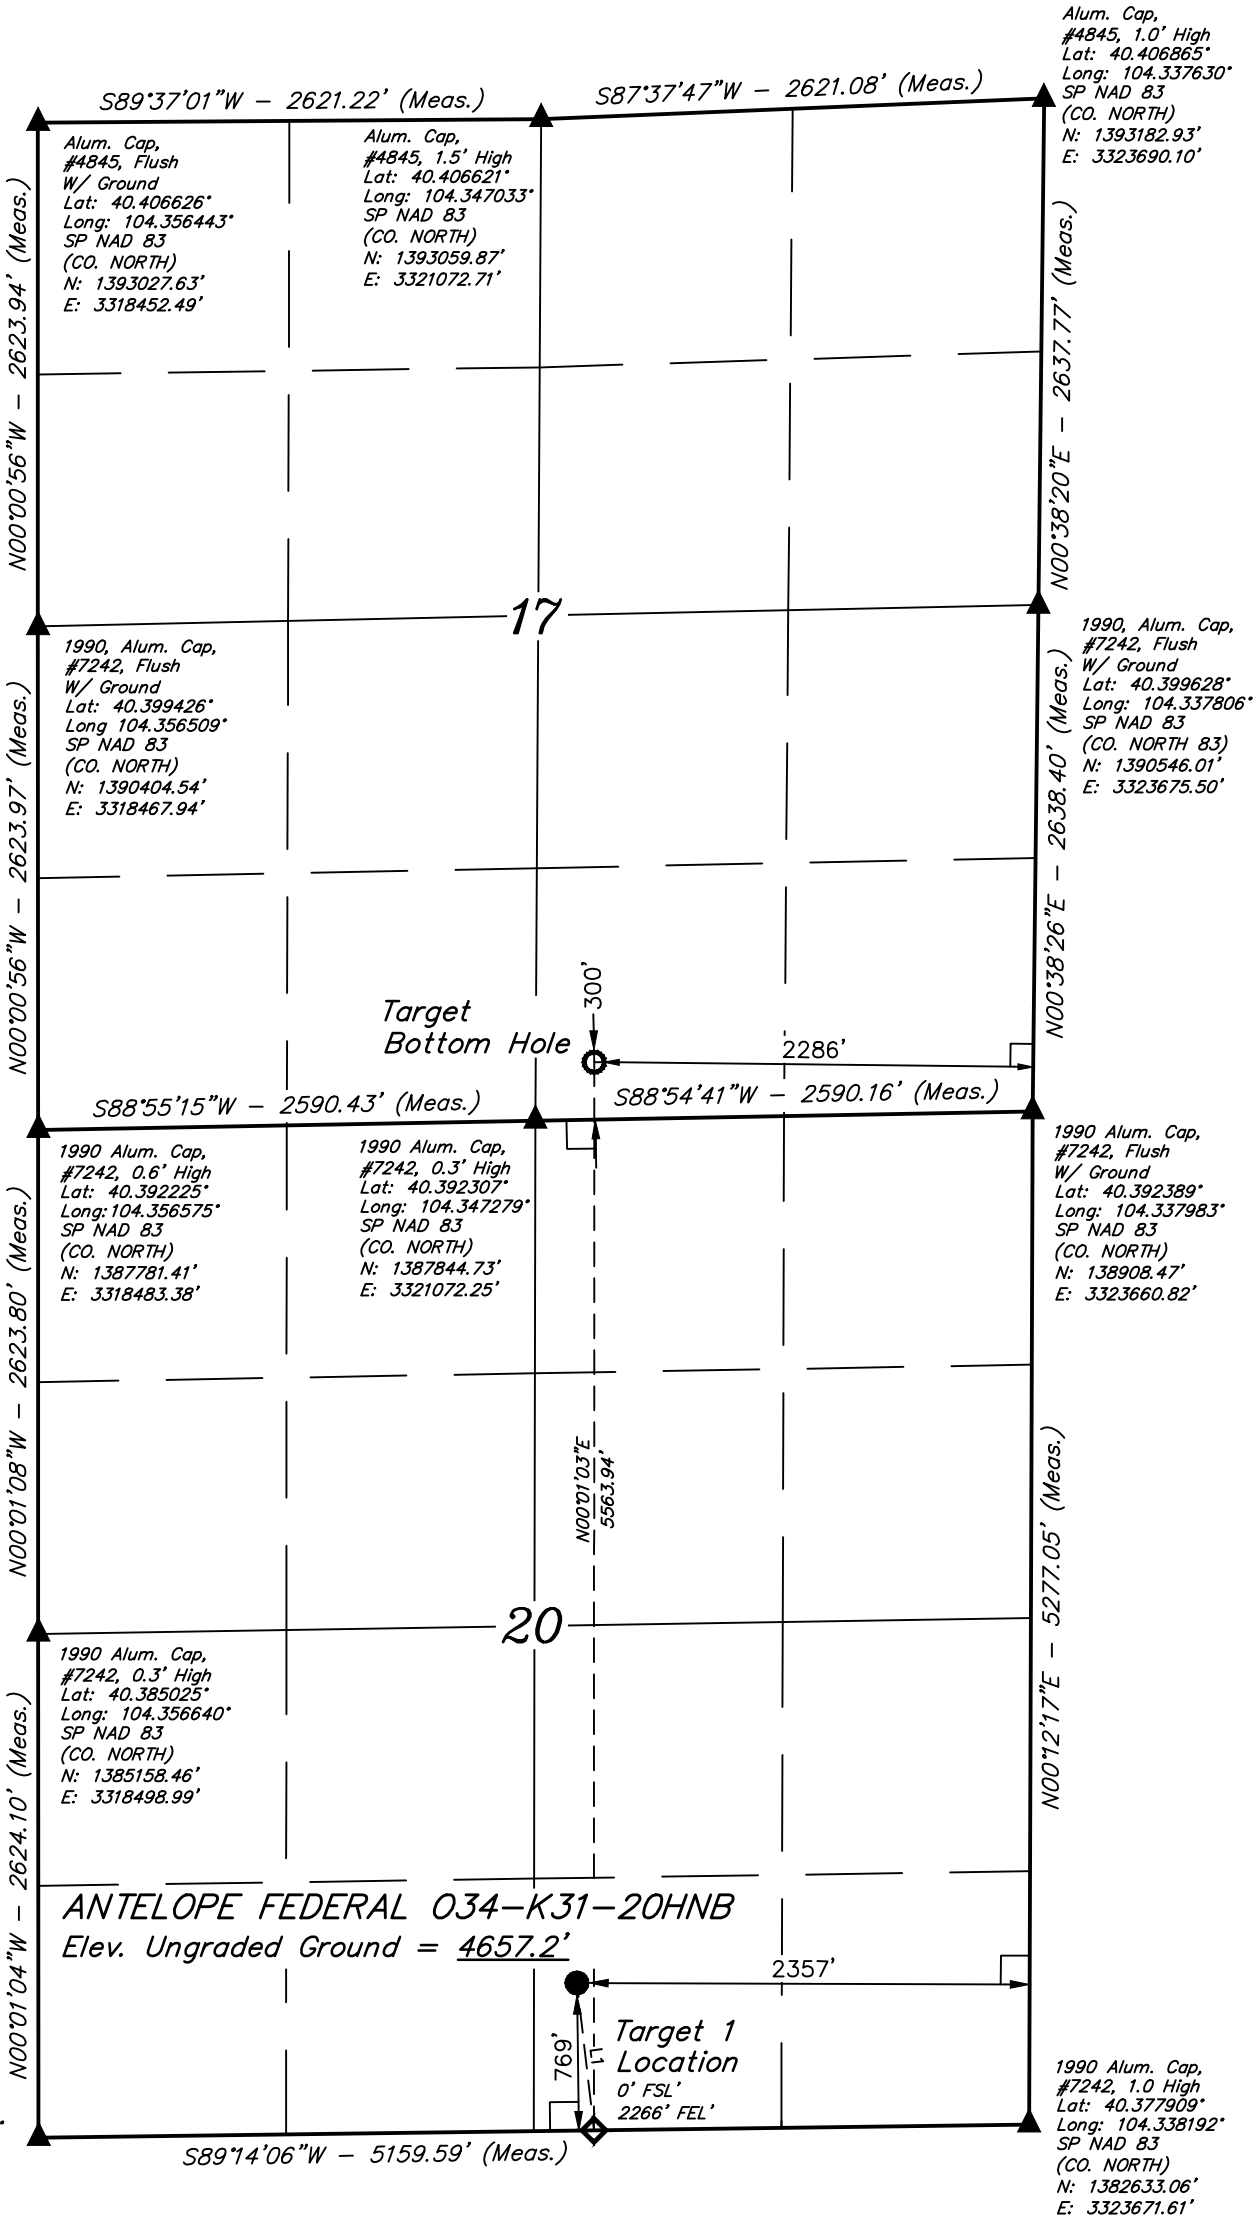 Alum. Cap,
#4845, 1.0' High
Lat: 40.406865°
Long: 104.337630°
SP NAD 83
(CO. NORTH)
N: 1393182.93'
E: 3323690.10'
S89°37'01"W - 2621.22' (Meas.)
S87°37'47"W - 2621.08' (Meas.)
Alum. Cap,
#4845, Flush
W/ Ground
Lat: 40.406626°
Long: 104.356443°
SP NAD 83
(CO. NORTH)
N: 1393027.63'
E: 3318452.49'
Alum. Cap,
#4845, 1.5' High
Lat: 40.406621°
Long: 104.347033°
SP NAD 83
(CO. NORTH)
N: 1393059.87'
E: 3321072.71'
N00°00'56"W - 2623.94' (Meas.)
N00°38'20"E - 2637.77' (Meas.)
17
1990, Alum. Cap,
#7242, Flush
W/ Ground
Lat: 40.399426°
Long 104.356509°
SP NAD 83
(CO. NORTH)
N: 1390404.54'
E: 3318467.94'
1990, Alum. Cap,
#7242, Flush
W/ Ground
Lat: 40.399628°
Long: 104.337806°
SP NAD 83
(CO. NORTH 83)
N: 1390546.01'
E: 3323675.50'
N00°00'56"W - 2623.97' (Meas.)
N00°38'26"E - 2638.40' (Meas.)
300'
Target
Bottom Hole
2286'
S88°55'15"W - 2590.43' (Meas.)
S88°54'41"W - 2590.16' (Meas.)
1990 Alum. Cap,
#7242, 0.6' High
Lat: 40.392225°
Long:104.356575°
SP NAD 83
(CO. NORTH)
N: 1387781.41'
E: 3318483.38'
1990 Alum. Cap,
#7242, 0.3' High
Lat: 40.392307°
Long: 104.347279°
SP NAD 83
(CO. NORTH)
N: 1387844.73'
E: 3321072.25'
1990 Alum. Cap,
#7242, Flush
W/ Ground
Lat: 40.392389°
Long: 104.337983°
SP NAD 83
(CO. NORTH)
N: 138908.47'
E: 3323660.82'
N00°01'08"W - 2623.80' (Meas.)
N00°01'03"E
5563.94'
N00°12'17"E - 5277.05' (Meas.)
20
1990 Alum. Cap,
#7242, 0.3' High
Lat: 40.385025°
Long: 104.356640°
SP NAD 83
(CO. NORTH)
N: 1385158.46'
E: 3318498.99'
N00°01'04"W - 2624.10' (Meas.)
ANTELOPE FEDERAL O34-K31-20HNB
Elev. Ungraded Ground = 4657.2'
2357'
769'
L1
Target 1
Location
0' FSL'
2266' FEL'
S89°14'06"W - 5159.59' (Meas.)
1990 Alum. Cap,
#7242, 1.0 High
Lat: 40.377909°
Long: 104.338192°
SP NAD 83
(CO. NORTH)
N: 1382633.06'
E: 3323671.61'